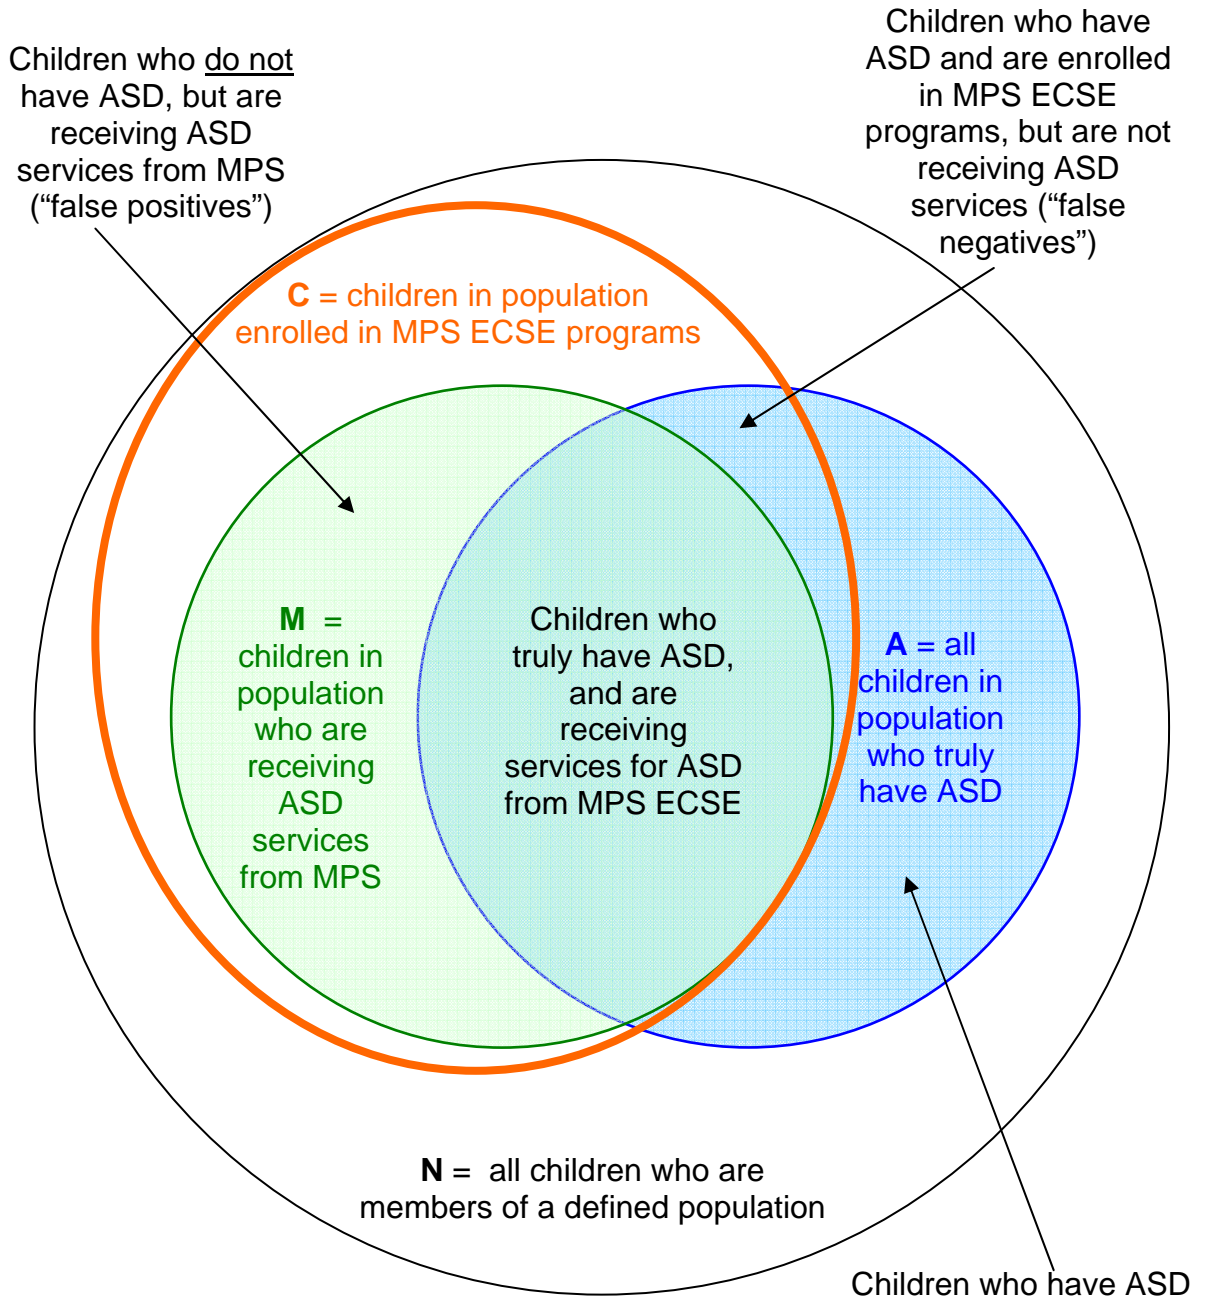 Children who do not
have ASD, but are
receiving ASD
services from MPS
(“false positives”)
Children who have
ASD and are enrolled
in MPS ECSE
programs, but are not
receiving ASD
services (“false
negatives”)
C = children in population
enrolled in MPS ECSE programs
M =
children in
population
who are
receiving
ASD
services
from MPS
Children who
truly have ASD,
and are
receiving
services for ASD
from MPS ECSE
A = all
children in
population
who truly
have ASD
N = all children who are
members of a defined population
Children who have ASD